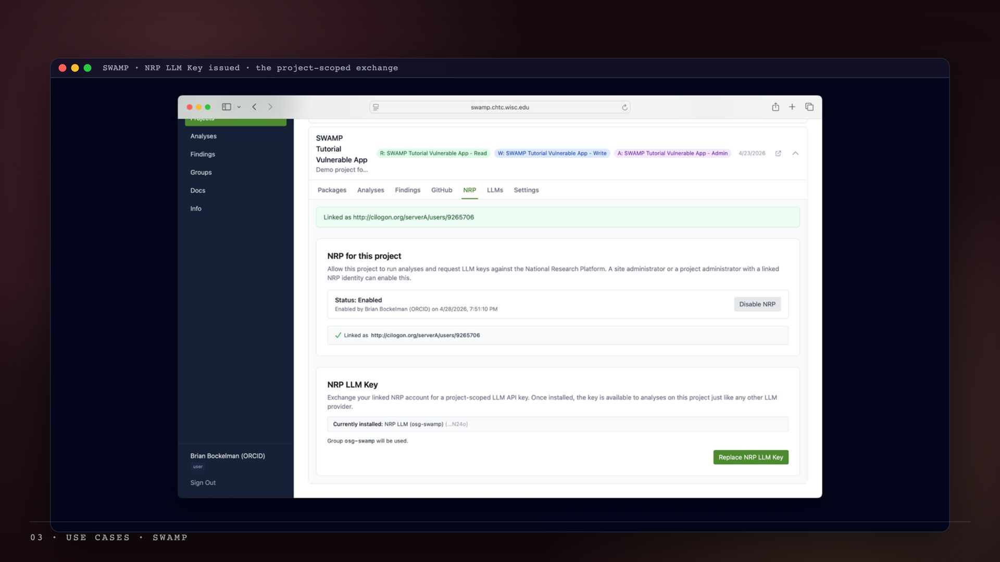 SWAMP · NRP LLM Key issued · the project-scoped exchange
swamp.chtc.wisc.edu
Projects
Analyses
Findings
Groups
Docs
Info
Brian Bockelman (ORCID)
user
Sign Out
SWAMP
Tutorial
Vulnerable App
Demo project fo...
R: SWAMP Tutorial Vulnerable App - Read
W: SWAMP Tutorial Vulnerable App - Write
A: SWAMP Tutorial Vulnerable App - Admin
4/23/2026
Packages Analyses Findings GitHub NRP LLMs Settings
Linked as http://cilogon.org/serverA/users/9265706
NRP for this project
Allow this project to run analyses and request LLM keys against the National Research Platform. A site administrator or a project administrator with a linked
NRP identity can enable this.
Status: Enabled
Enabled by Brian Bockelman (ORCID) on 4/28/2026, 7:51:10 PM
Disable NRP
Linked as http://cilogon.org/serverA/users/9265706
NRP LLM Key
Exchange your linked NRP account for a project-scoped LLM API key. Once installed, the key is available to analyses on this project just like any other LLM
provider.
Currently installed: NRP LLM (osg-swamp) (...N24o)
Group osg-swamp will be used.
Replace NRP LLM Key
03 · USE CASES · SWAMP